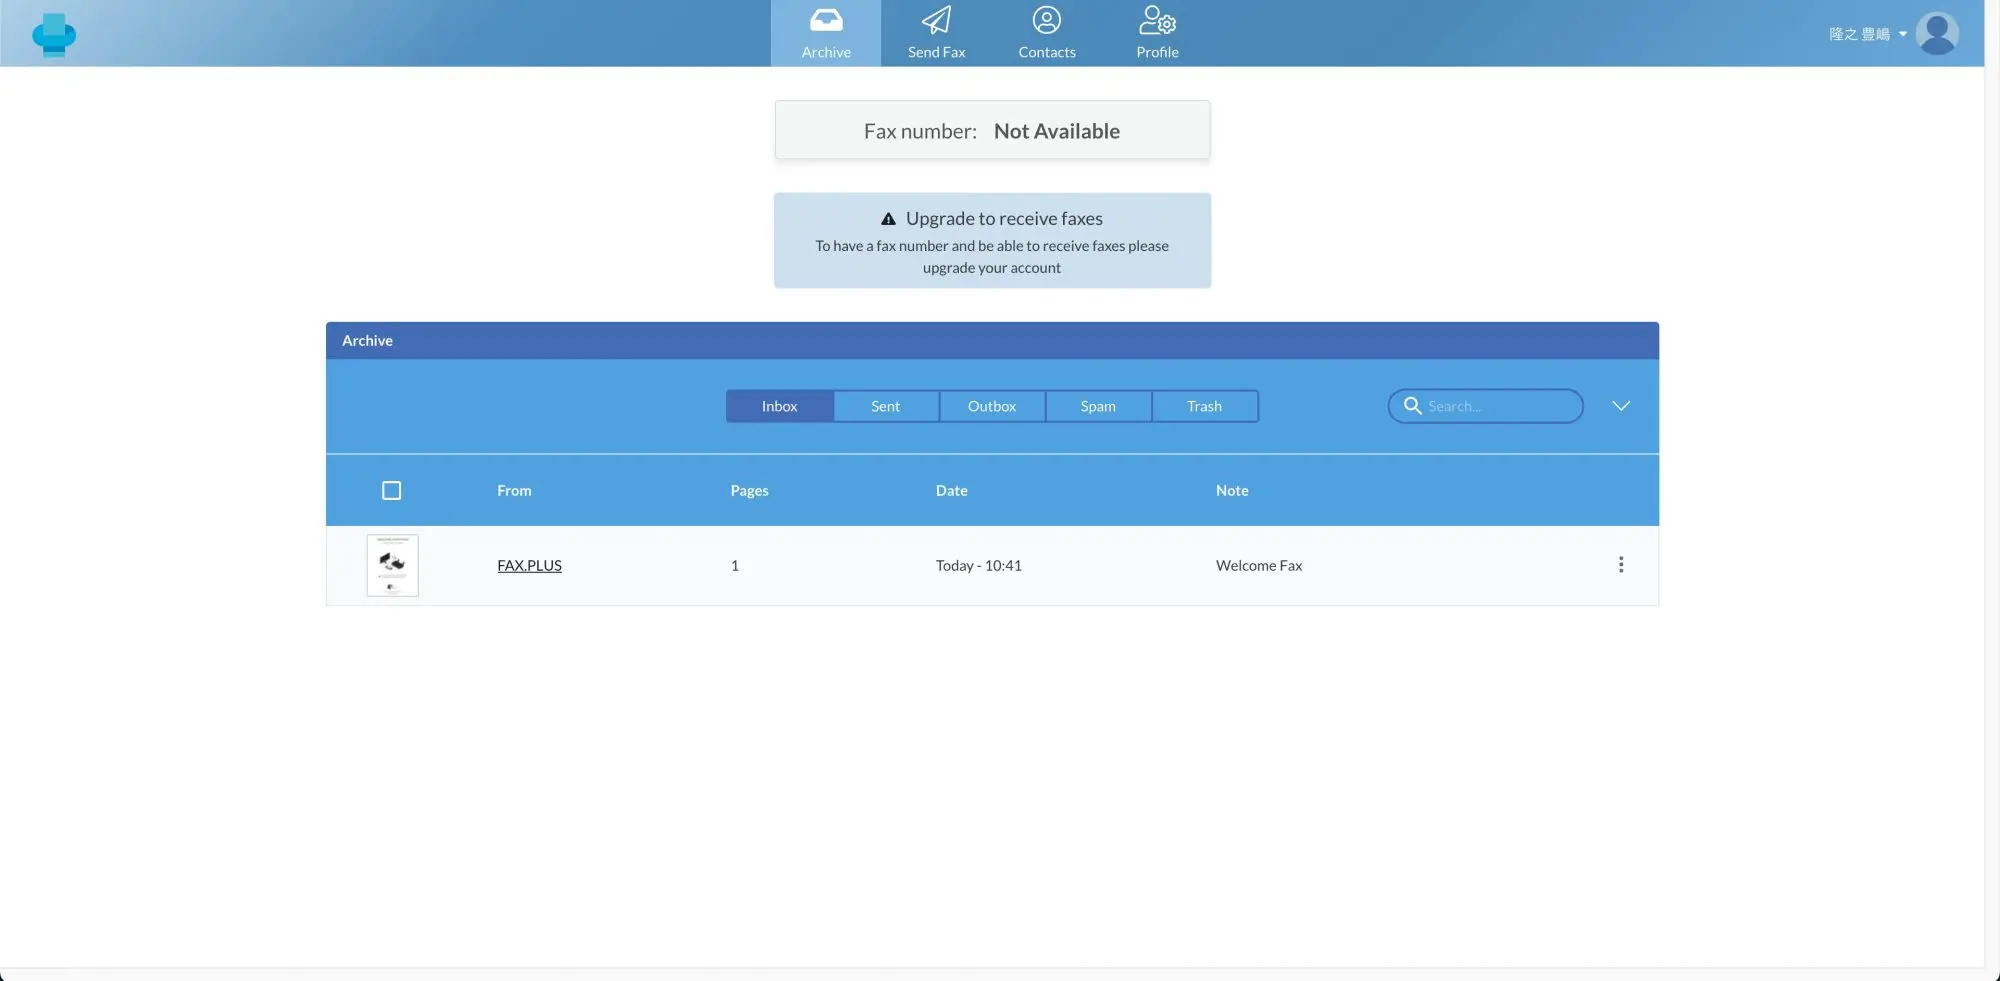 Archive
Send Fax
Contacts
Profile
隆之 豊嶋
Fax number: Not Available
Upgrade to receive faxes
To have a fax number and be able to receive faxes please
upgrade your account
Archive
Inbox
Sent
Outbox
Spam
Trash
Search...
From
Pages
Date
Note
FAX.PLUS
1
Today - 10:41
Welcome Fax